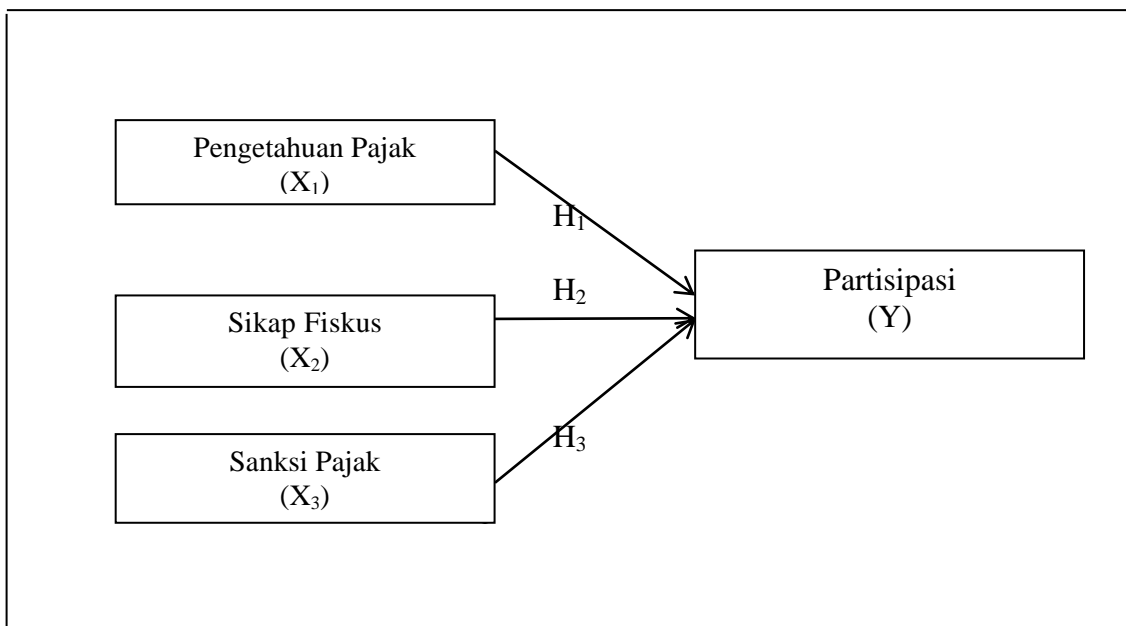 Pengetahuan Pajak
(X₁)
H₁
H₂
Sikap Fiskus
(X₂)
Partisipasi
(Y)
H₃
Sanksi Pajak
(X₃)